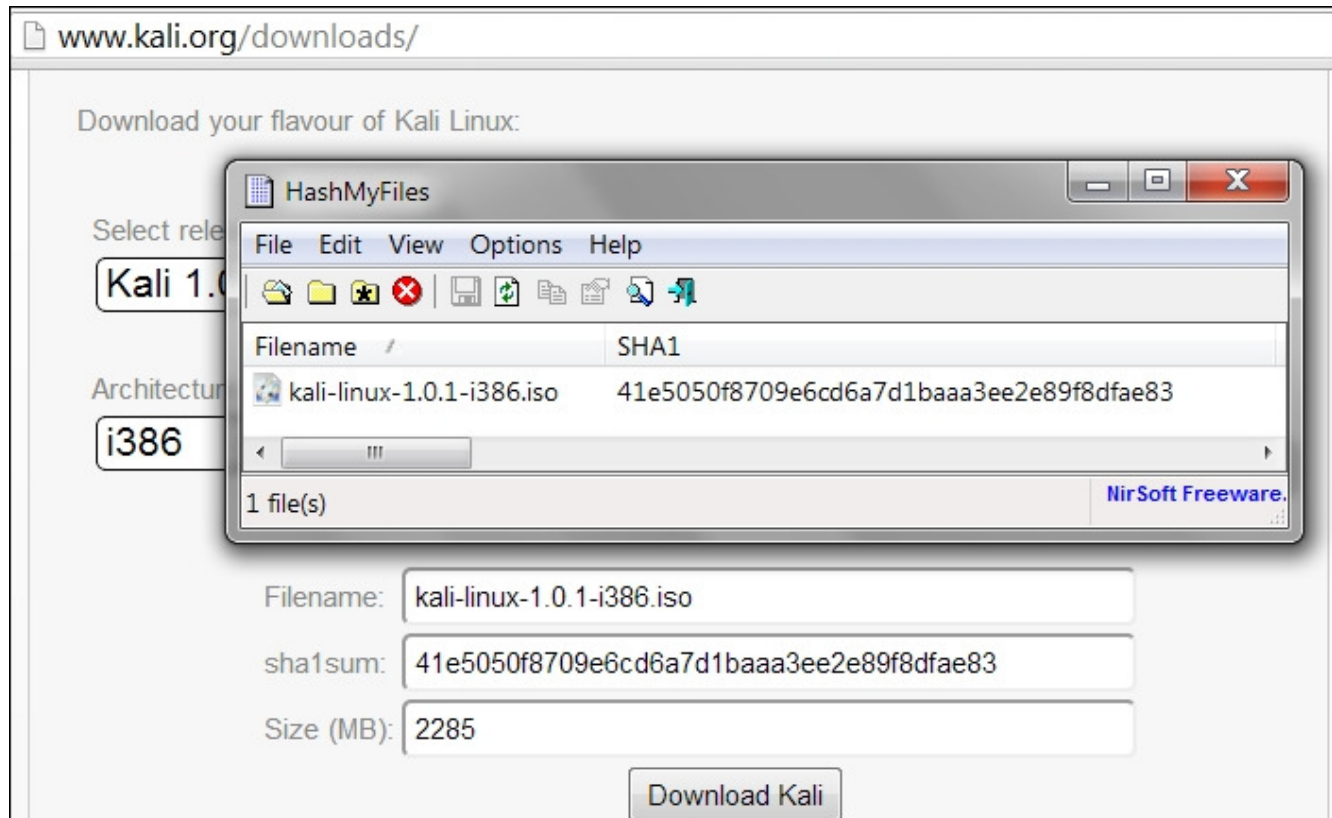 www.kali.org/downloads/
Download your flavour of Kali Linux:
HashMyFiles
Select rele
File Edit View Options Help
Kali 1.0
Filename SHA1
Architectur
kali-linux-1.0.1-i386.iso 41e5050f8709e6cd6a7d1baaa3ee2e89f8dfae83
i386
1 file(s) NirSoft Freeware.
Filename: kali-linux-1.0.1-i386.iso
sha1sum: 41e5050f8709e6cd6a7d1baaa3ee2e89f8dfae83
Size (MB): 2285
Download Kali